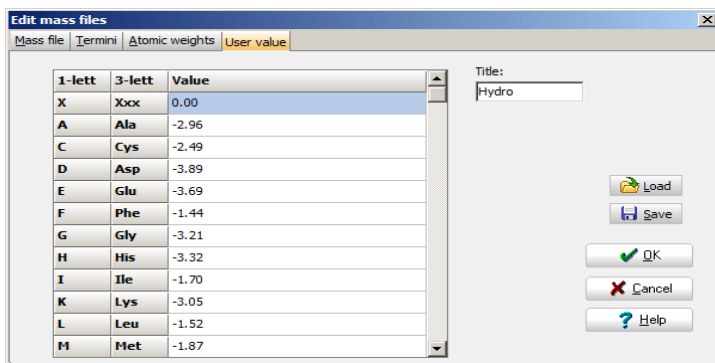 Edit mass files
Mass file Termini Atomic weights User value
1-lett 3-lett Value
X Xxx 0.00
A Ala -2.96
C Cys -2.49
D Asp -3.89
E Glu -3.69
F Phe -1.44
G Gly -3.21
H His -3.32
I Ile -1.70
K Lys -3.05
L Leu -1.52
M Met -1.87
Title:
Hydro
Load
Save
OK
Cancel
Help